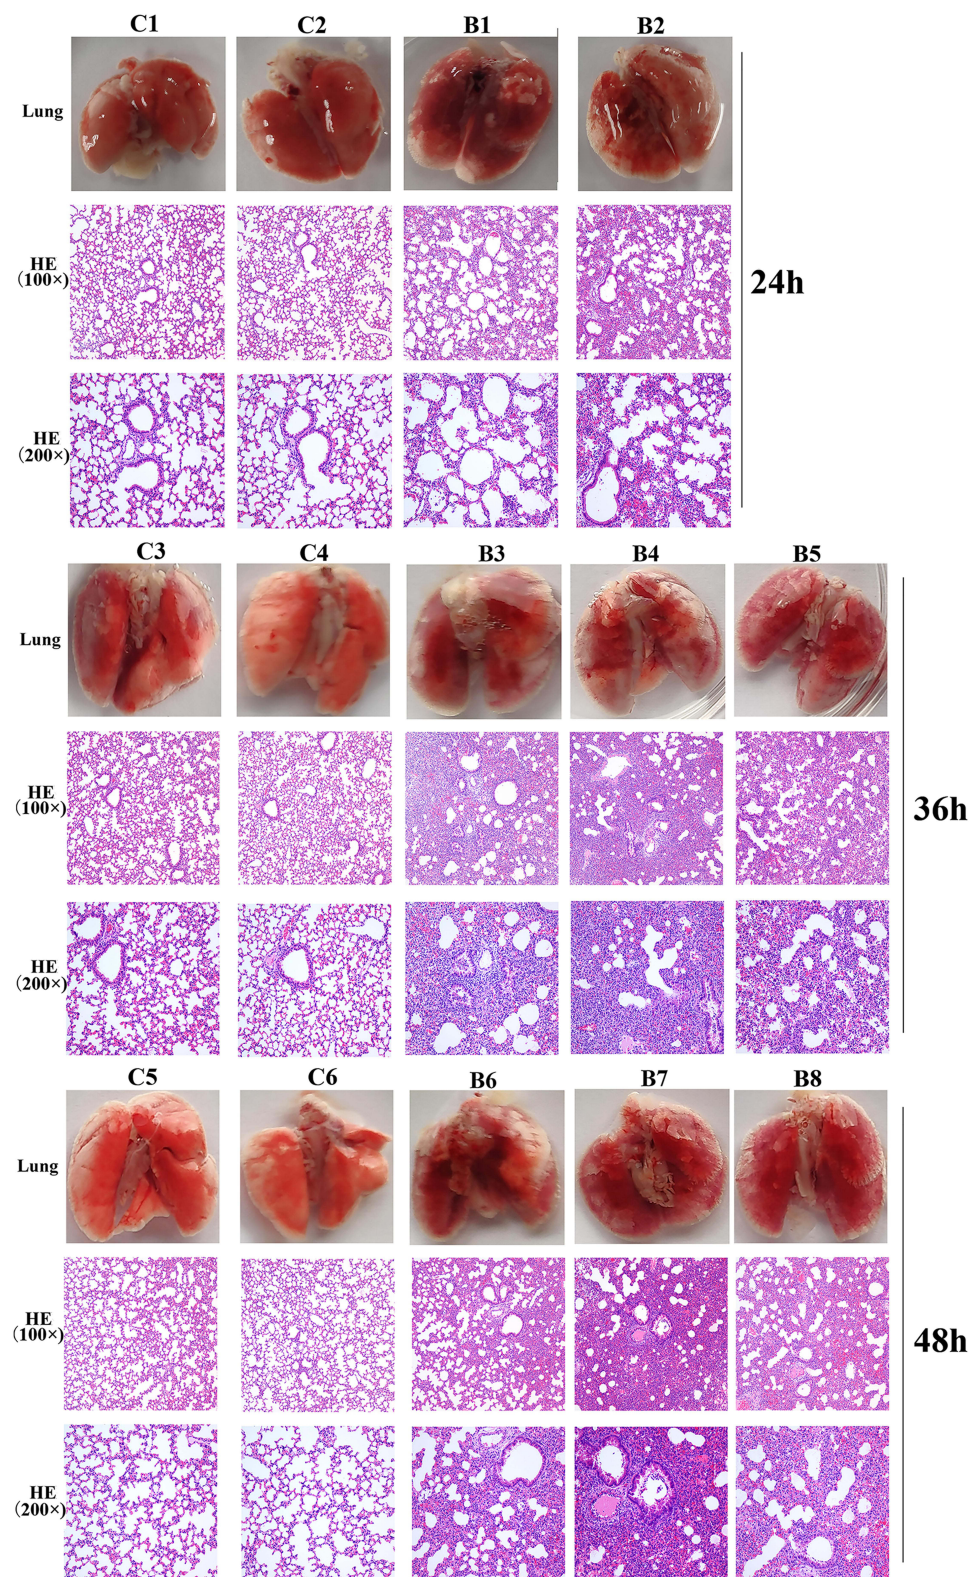 C1 C2 B1 B2
Lung
HE
(100×)
24h
HE
(200×)
C3 C4 B3 B4 B5
Lung
HE
(100×)
36h
HE
(200×)
C5 C6 B6 B7 B8
Lung
HE
(100×)
48h
HE
(200×)